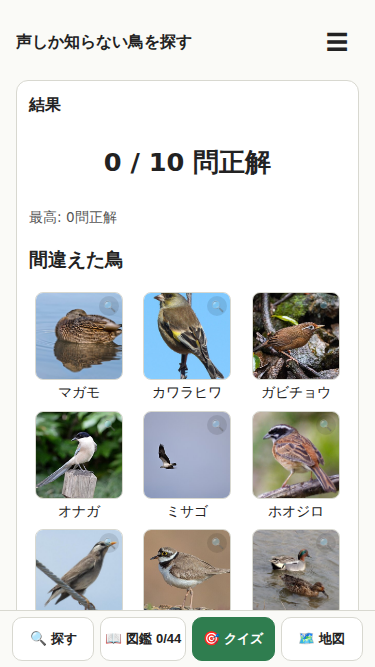 声しか知らない鳥を探す
☰
結果
0 / 10 問正解
最高: 0問正解
間違えた鳥
マガモ
カワラヒワ
ガビチョウ
オナガ
ミサゴ
ホオジロ
🔍 探す
📖 図鑑 0/44
🎯 クイズ
🗺️ 地図